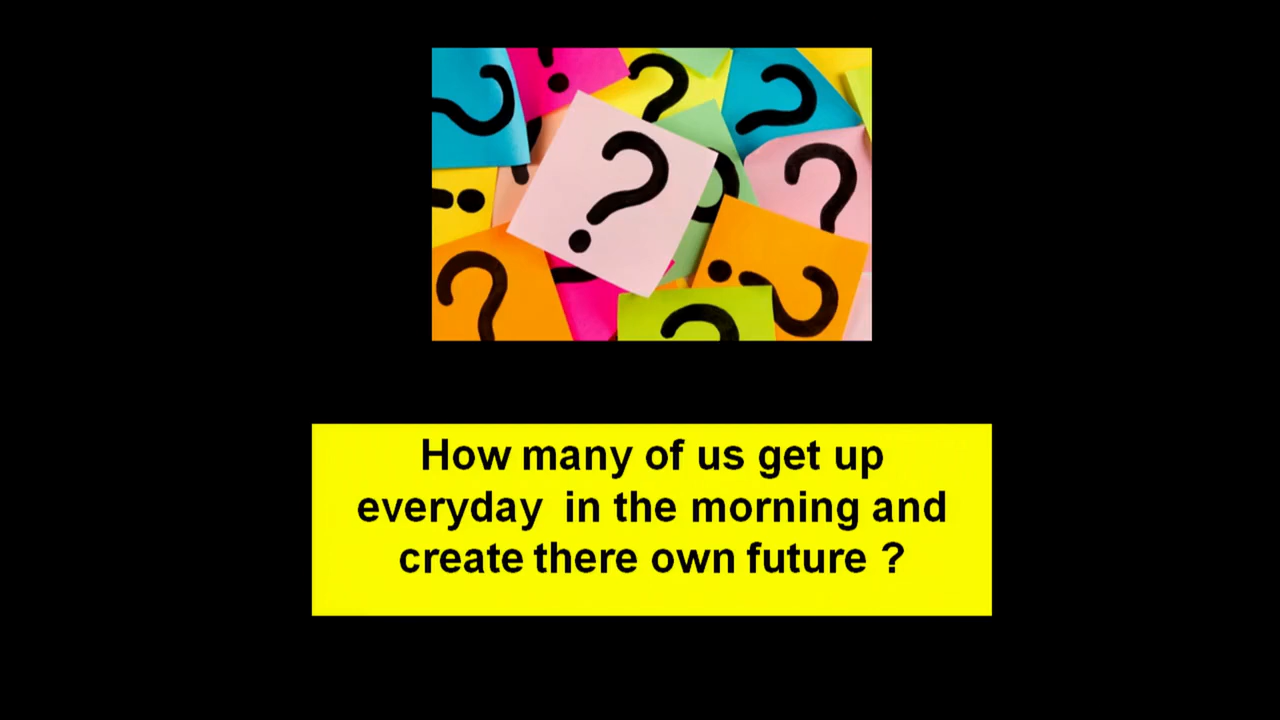 How many of us get up
everyday  in the morning and
create there own future ?